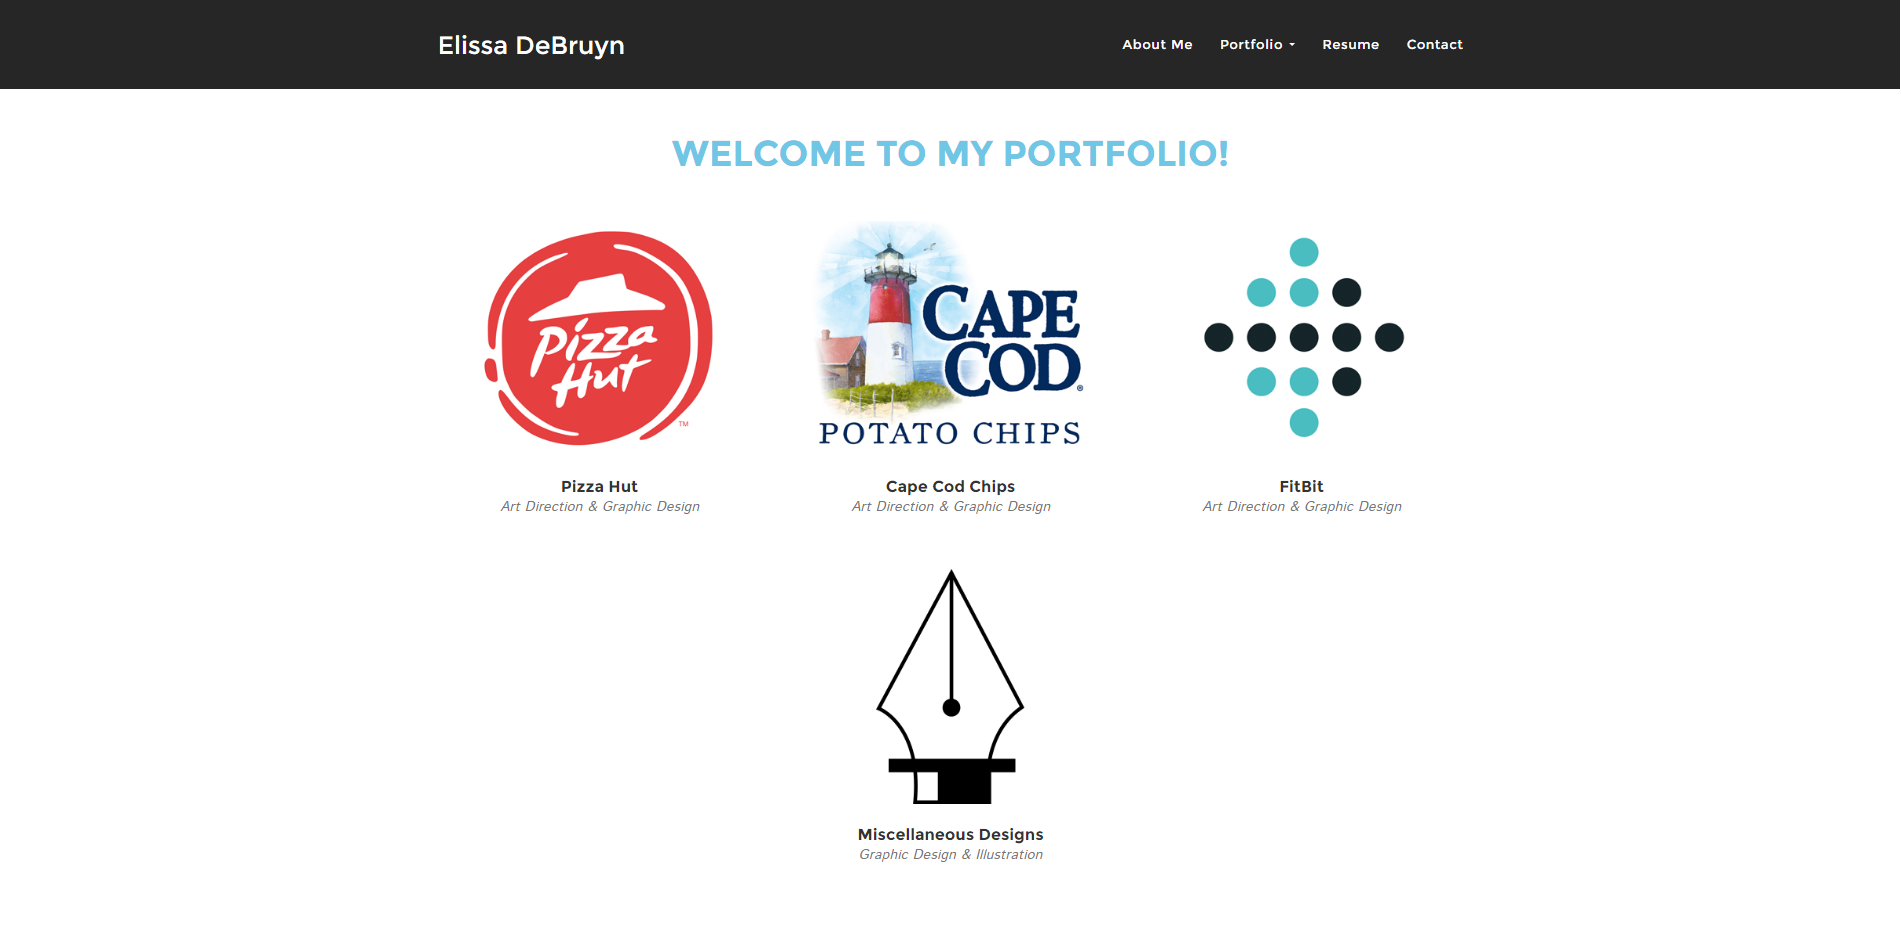 Elissa DeBruyn
About Me Portfolio Resume Contact
WELCOME TO MY PORTFOLIO!
Pizza
Hut
TM
CAPE
COD®
POTATO CHIPS
Pizza Hut
Art Direction & Graphic Design
Cape Cod Chips
Art Direction & Graphic Design
FitBit
Art Direction & Graphic Design
Miscellaneous Designs
Graphic Design & Illustration